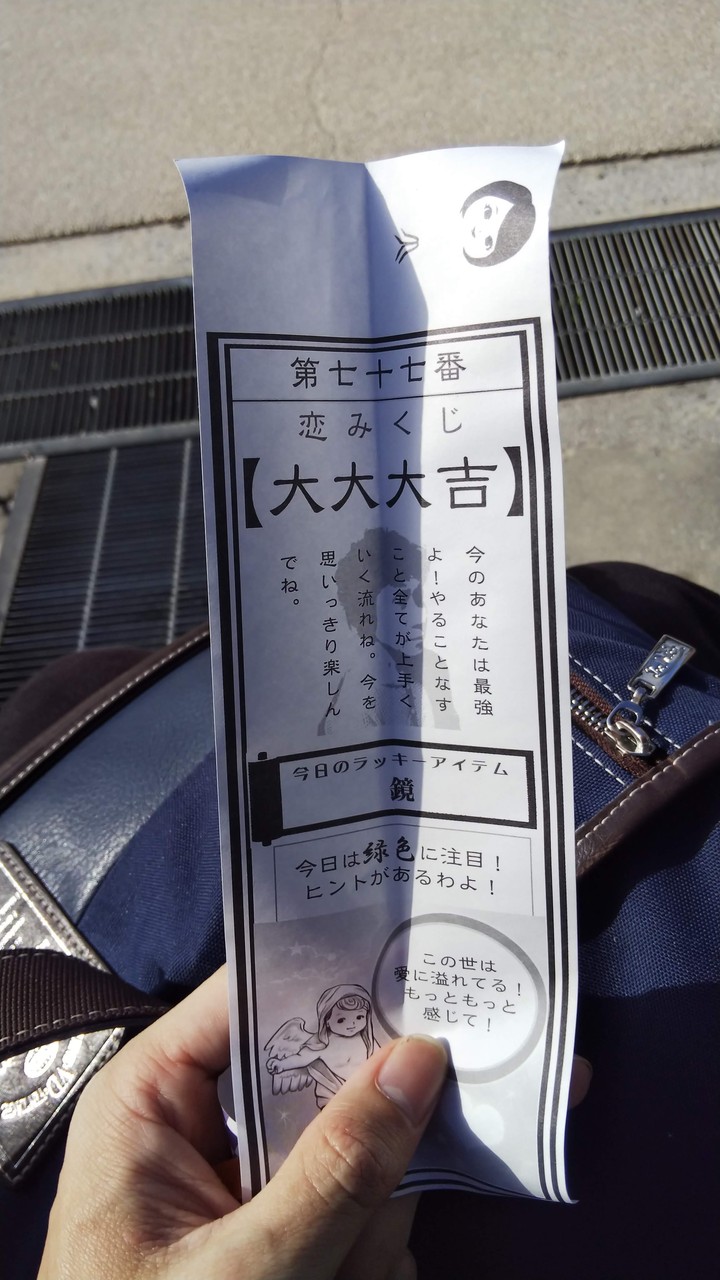 第七十七番
恋みくじ
【大大大吉】
今のあなたは最強
よ!やることなす
こと全てが上手く
いく流れね。今を
思いっきり楽しん
でね。
今日のラッキーアイテム
鏡
今日は緑色に注目!
ヒントがあるわよ!
この世は
愛に溢れてる!
もっともっと
感じて!